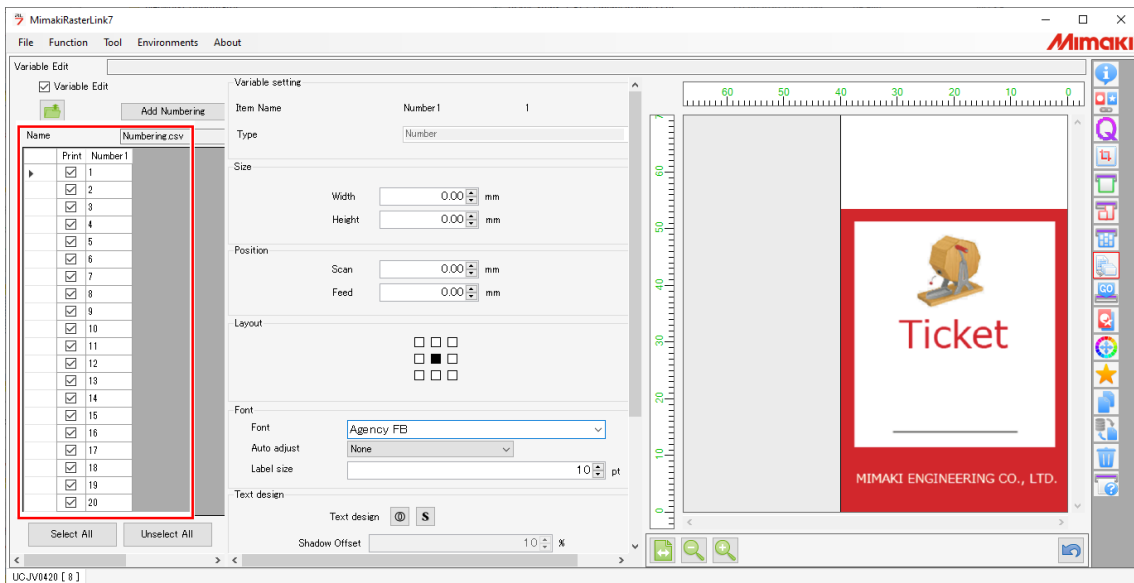 MimakiRasterLink7
File Function Tool Environments About
Mimaki
Variable Edit
Variable Edit
Add Numbering
Name Numbering.csv
Print Number1
1
2
3
4
5
6
7
8
9
10
11
12
13
14
15
16
17
18
19
20
Select All Unselect All
Variable setting
Item Name Number1 1
Type Number
Size
Width 0.00 mm
Height 0.00 mm
Position
Scan 0.00 mm
Feed 0.00 mm
Layout
Font
Font Agency FB
Auto adjust None
Label size 10 pt
Text design
Text design S
Shadow Offset 10 %
60 50 40 30 20 10 0
60
50
40
30
20
10
0
Ticket
MIMAKI ENGINEERING CO., LTD.
Q
GO
UCJV0420 [ 8 ]